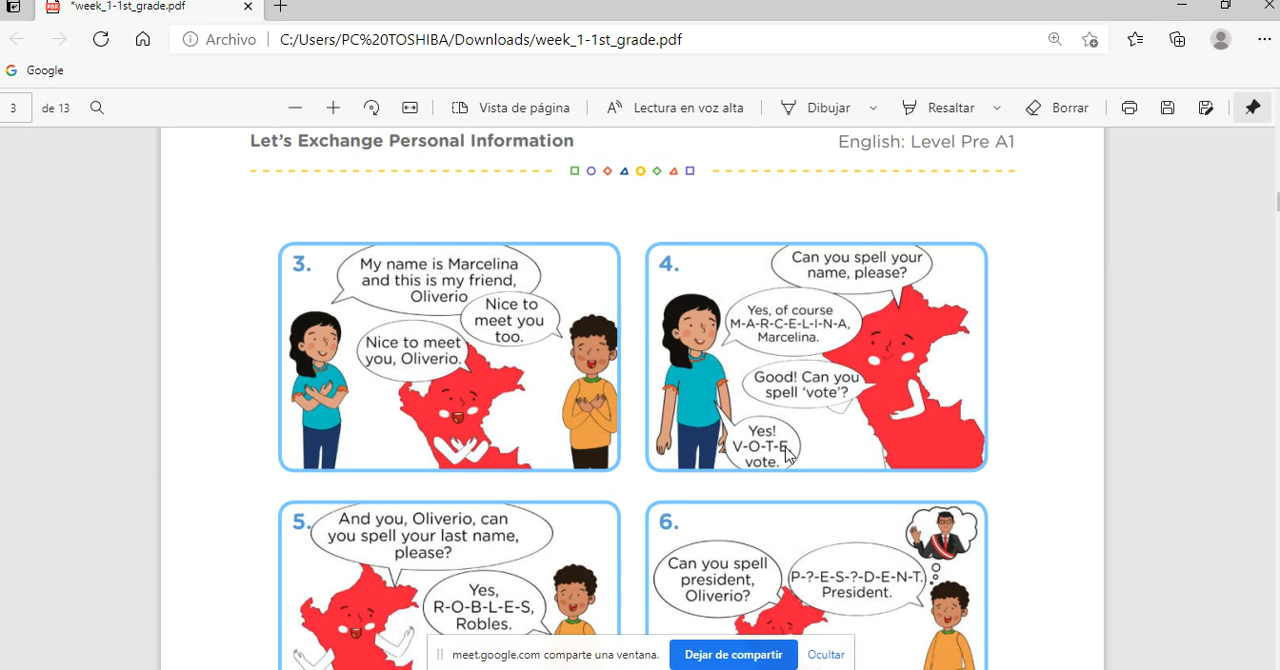 *week_1-1st_grade.pdf
Archivo
C:/Users/PC%20TOSHIBA/Downloads/week_1-1st_grade.pdf
Google
3
de 13
Vista de página
Lectura en voz alta
Dibujar
Resaltar
Borrar
Let's Exchange Personal Information
English: Level Pre A1
3.
My name is Marcelina
and this is my friend,
Oliverio
Nice to
meet you
too.
Nice to meet
you, Oliverio.
4.
Can you spell your
name, please?
Yes, of course
M-A-R-C-E-L-I-N-A,
Marcelina.
Good! Can you
spell 'vote'?
Yes!
V-O-T-E
vote.
5.
And you, Oliverio, can
you spell your last name,
please?
Yes,
R-O-B-L-E-S,
Robles.
6.
Can you spell
president,
Oliverio?
P-?-E-S-?-D-E-N-T.
President.
meet.google.com comparte una ventana.
Dejar de compartir
Ocultar